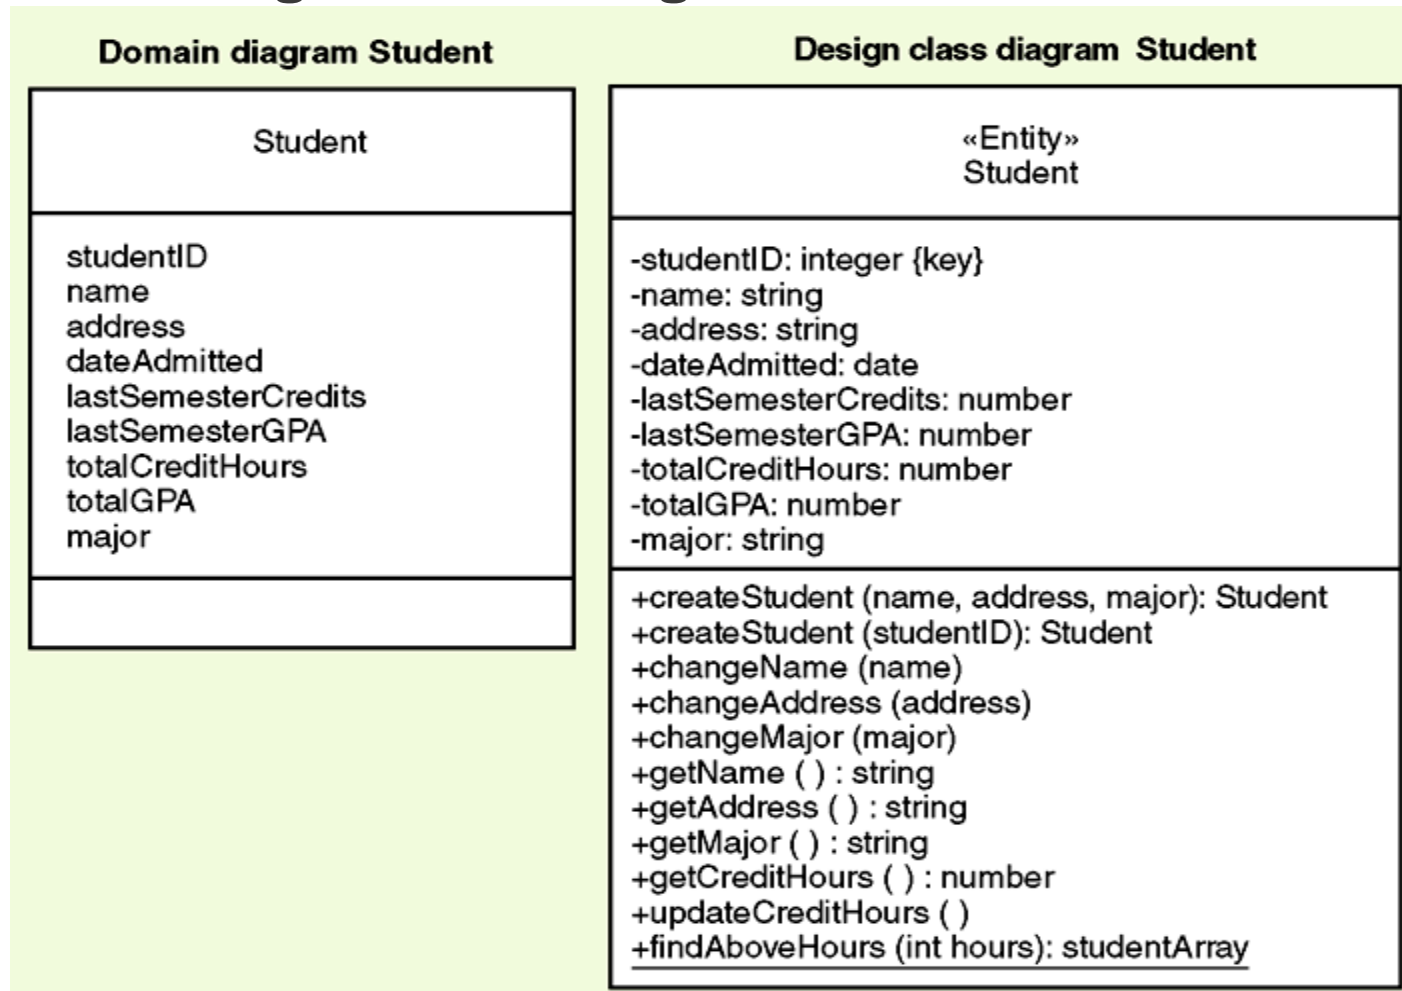 Domain diagram Student
Student
studentID
name
address
dateAdmitted
lastSemesterCredits
lastSemesterGPA
totalCreditHours
totalGPA
major
Design class diagram Student
«Entity»
Student
-studentID: integer {key}
-name: string
-address: string
-dateAdmitted: date
-lastSemesterCredits: number
-lastSemesterGPA: number
-totalCreditHours: number
-totalGPA: number
-major: string
+createStudent (name, address, major): Student
+createStudent (studentID): Student
+changeName (name)
+changeAddress (address)
+changeMajor (major)
+getName ( ) : string
+getAddress ( ) : string
+getMajor ( ) : string
+getCreditHours ( ) : number
+updateCreditHours ( )
+findAboveHours (int hours): studentArray